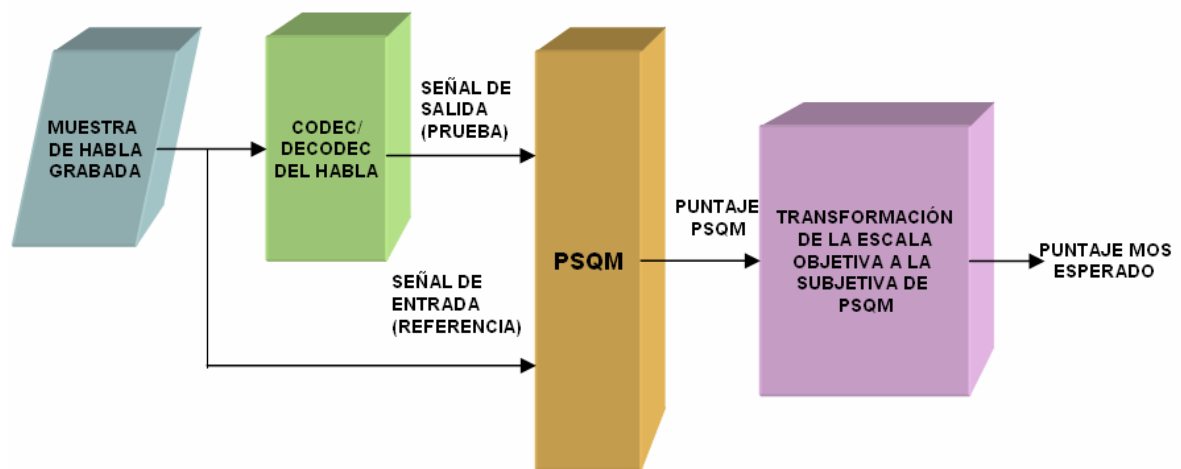 MUESTRA
DE HABLA
GRABADA
CODEC/
DECODEC
DEL HABLA
SEÑAL DE
SALIDA
(PRUEBA)
SEÑAL DE
ENTRADA
(REFERENCIA)
PSQM
PUNTAJE
PSQM
TRANSFORMACIÓN
DE LA ESCALA
OBJETIVA A LA
SUBJETIVA DE
PSQM
PUNTAJE MOS
ESPERADO